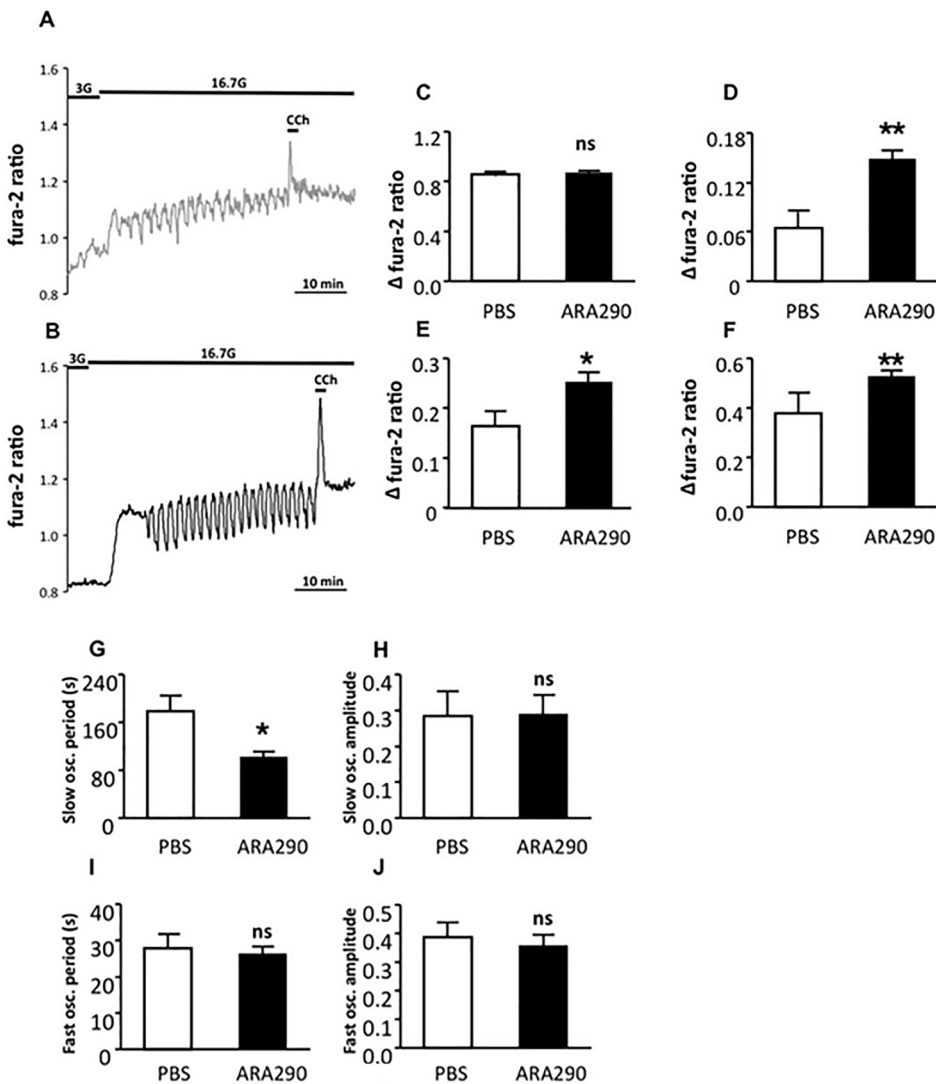 A
fura-2 ratio
1.6
1.4
1.2
1.0
0.8
3G
16.7G
CCh
10 min
B
fura-2 ratio
1.6
1.4
1.2
1.0
0.8
3G
16.7G
CCh
10 min
C
Δ fura-2 ratio
1.2
0.8
0.4
0.0
ns
PBS ARA290
D
Δ fura-2 ratio
0.18
0.12
0.06
0
**
PBS ARA290
E
Δ fura-2 ratio
0.3
0.2
0.1
0
*
PBS ARA290
F
Δ fura-2 ratio
0.6
0.4
0.2
0.0
**
PBS ARA290
G
Slow osc. period (s)
240
160
80
0
*
PBS ARA290
H
Slow osc. amplitude
0.4
0.3
0.2
0.1
0.0
ns
PBS ARA290
I
Fast osc. period (s)
40
30
20
10
0
ns
PBS ARA290
J
Fast osc. amplitude
0.5
0.4
0.3
0.2
0.1
0.0
ns
PBS ARA290